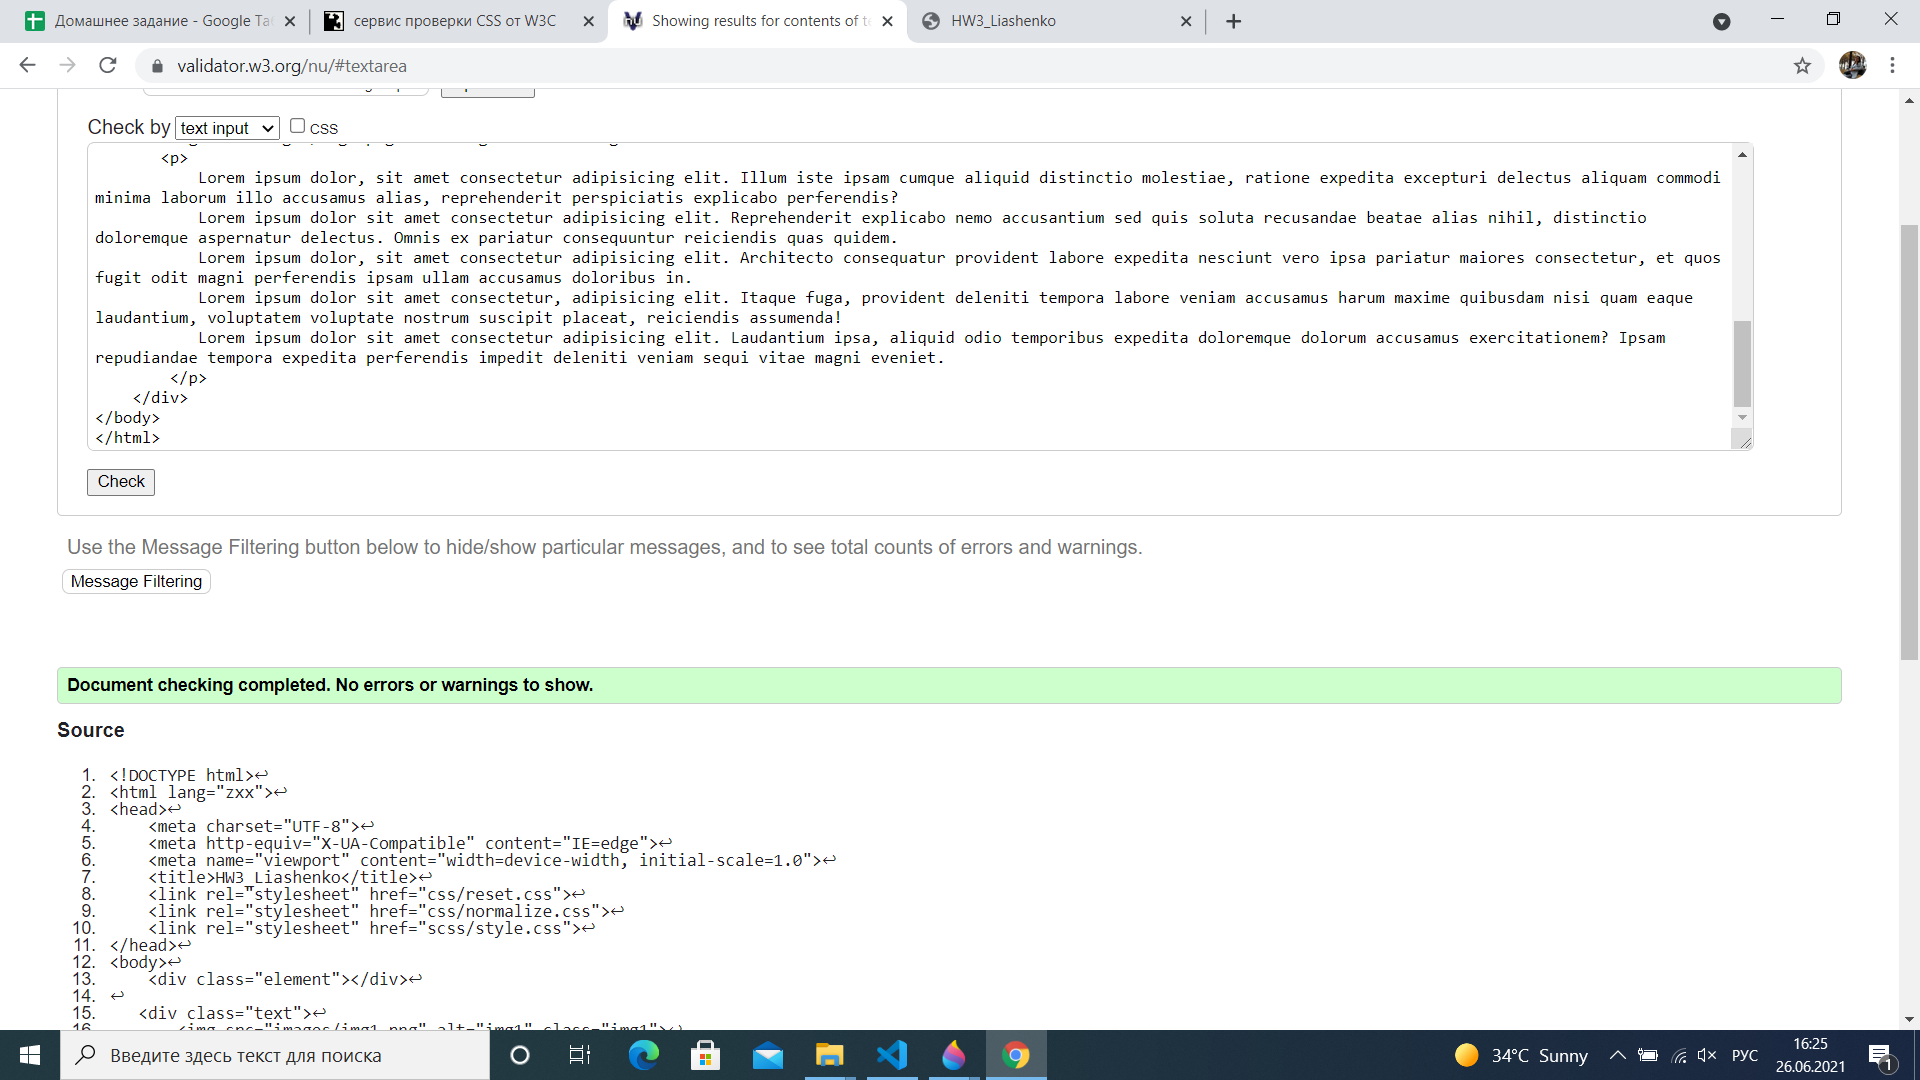 Домашнее задание - Google Та
сервис проверки CSS от W3C
Showing results for contents of te
HW3_Liashenko
validator.w3.org/nu/#textarea
Check by text input CSS
<p>
Lorem ipsum dolor, sit amet consectetur adipisicing elit. Illum iste ipsam cumque aliquid distinctio molestiae, ratione expedita excepturi delectus aliquam commodi
minima laborum illo accusamus alias, reprehenderit perspiciatis explicabo perferendis?
Lorem ipsum dolor sit amet consectetur adipisicing elit. Reprehenderit explicabo nemo accusantium sed quis soluta recusandae beatae alias nihil, distinctio
doloremque aspernatur delectus. Omnis ex pariatur consequuntur reiciendis quas quidem.
Lorem ipsum dolor, sit amet consectetur adipisicing elit. Architecto consequatur provident labore expedita nesciunt vero ipsa pariatur maiores consectetur, et quos
fugit odit magni perferendis ipsam ullam accusamus doloribus in.
Lorem ipsum dolor sit amet consectetur, adipisicing elit. Itaque fuga, provident deleniti tempora labore veniam accusamus harum maxime quibusdam nisi quam eaque
laudantium, voluptatem voluptate nostrum suscipit placeat, reiciendis assumenda!
Lorem ipsum dolor sit amet consectetur adipisicing elit. Laudantium ipsa, aliquid odio temporibus expedita doloremque dolorum accusamus exercitationem? Ipsam
repudiandae tempora expedita perferendis impedit deleniti veniam sequi vitae magni eveniet.
</p>
</div>
</body>
</html>
Check
Use the Message Filtering button below to hide/show particular messages, and to see total counts of errors and warnings.
Message Filtering
Document checking completed. No errors or warnings to show.
Source
1. <!DOCTYPE html>↩
2. <html lang="zxx">↩
3. <head>↩
4. <meta charset="UTF-8">↩
5. <meta http-equiv="X-UA-Compatible" content="IE=edge">↩
6. <meta name="viewport" content="width=device-width, initial-scale=1.0">↩
7. <title>HW3_Liashenko</title>↩
8. <link rel="stylesheet" href="css/reset.css">↩
9. <link rel="stylesheet" href="css/normalize.css">↩
10. <link rel="stylesheet" href="scss/style.css">↩
11. </head>↩
12. <body>↩
13. <div class="element"></div>↩
14. ↩
15. <div class="text">↩
16. <img src="images/img1.png" alt="img1" class="img1">↩
Введите здесь текст для поиска
34°C Sunny
РУС
16:25
26.06.2021
1